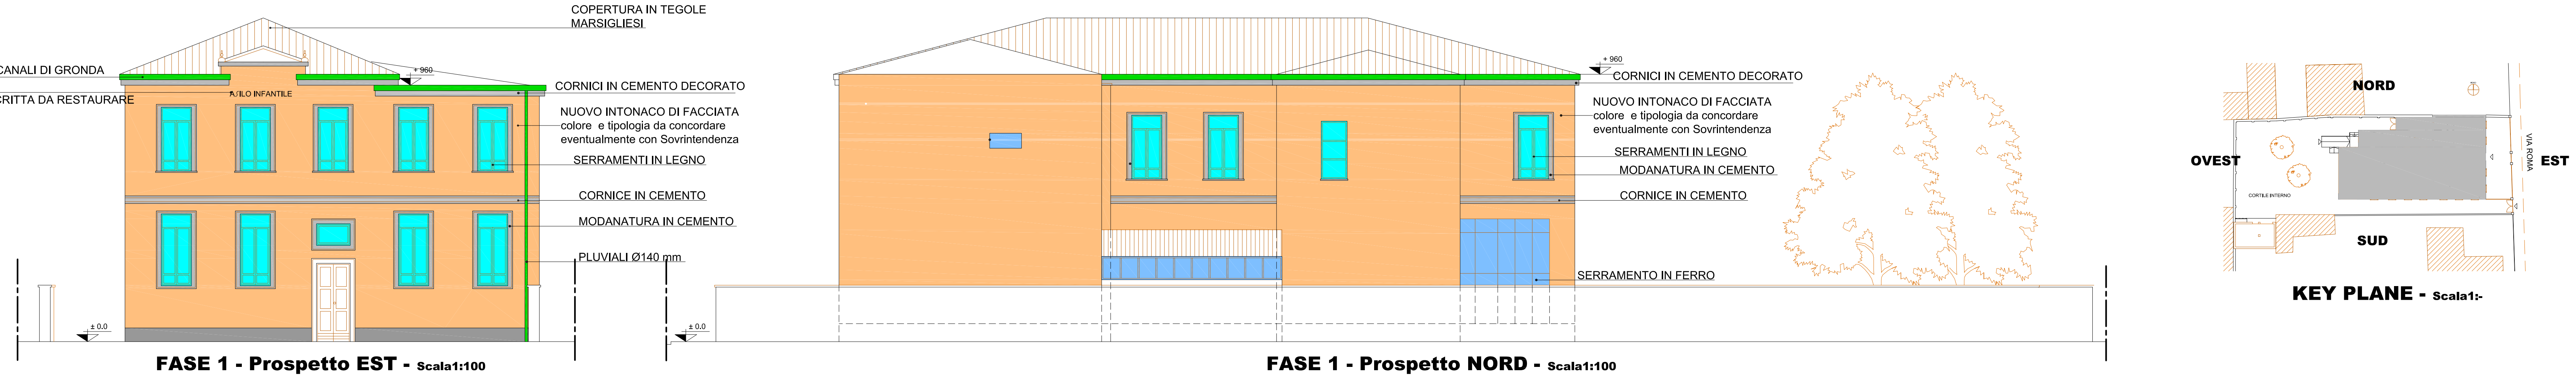 COPERTURA IN TEGOLE
MARSIGLIESI
CANALI DI GRONDA
+ 960
CRITTA DA RESTAURARE
ASILO INFANTILE
CORNICI IN CEMENTO DECORATO
NUOVO INTONACO DI FACCIATA
colore e tipologia da concordare
eventualmente con Sovrintendenza
SERRAMENTI IN LEGNO
CORNICE IN CEMENTO
MODANATURA IN CEMENTO
PLUVIALI Ø140 mm
± 0.0
FASE 1 - Prospetto EST - Scala1:100
+ 960
CORNICI IN CEMENTO DECORATO
NUOVO INTONACO DI FACCIATA
colore e tipologia da concordare
eventualmente con Sovrintendenza
SERRAMENTI IN LEGNO
MODANATURA IN CEMENTO
CORNICE IN CEMENTO
SERRAMENTO IN FERRO
± 0.0
FASE 1 - Prospetto NORD - Scala1:100
NORD
OVEST
VIA ROMA
EST
CORTILE INTERNO
SUD
KEY PLANE - Scala1:-